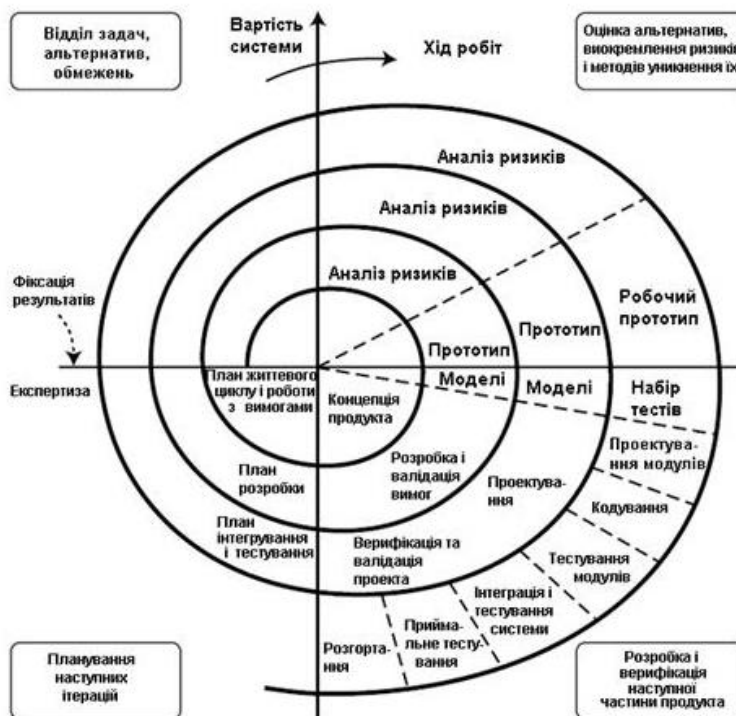 Відділ задач,
альтернатив,
обмежень
Вартість
системи
Хід робіт
Оцінка альтернатив,
виокремлення ризиків
і методів уникнення їх
Аналіз ризиків
Аналіз ризиків
Аналіз ризиків
Фіксація
результатів
Робочий
прототип
Прототип
Прототип
Експертиза
План життевого
циклу і роботи
з вимогами
Концепція
продукта
Моделі
Моделі
Набір
тестів
Проектува-
ння модулів
План
розробки
Розробка і
валідація
вимог
Проектува-
ння
Кодування
План
інтегрування
і тестування
Верифікація та
валідація
проекта
Тестування
модулів
Інтеграція і
тестування
системи
Прийма-
льне тесту-
вання
Розгорта-
ння
Планування
наступних
ітерацій
Розробка і
верифікація
наступної
частини продукта